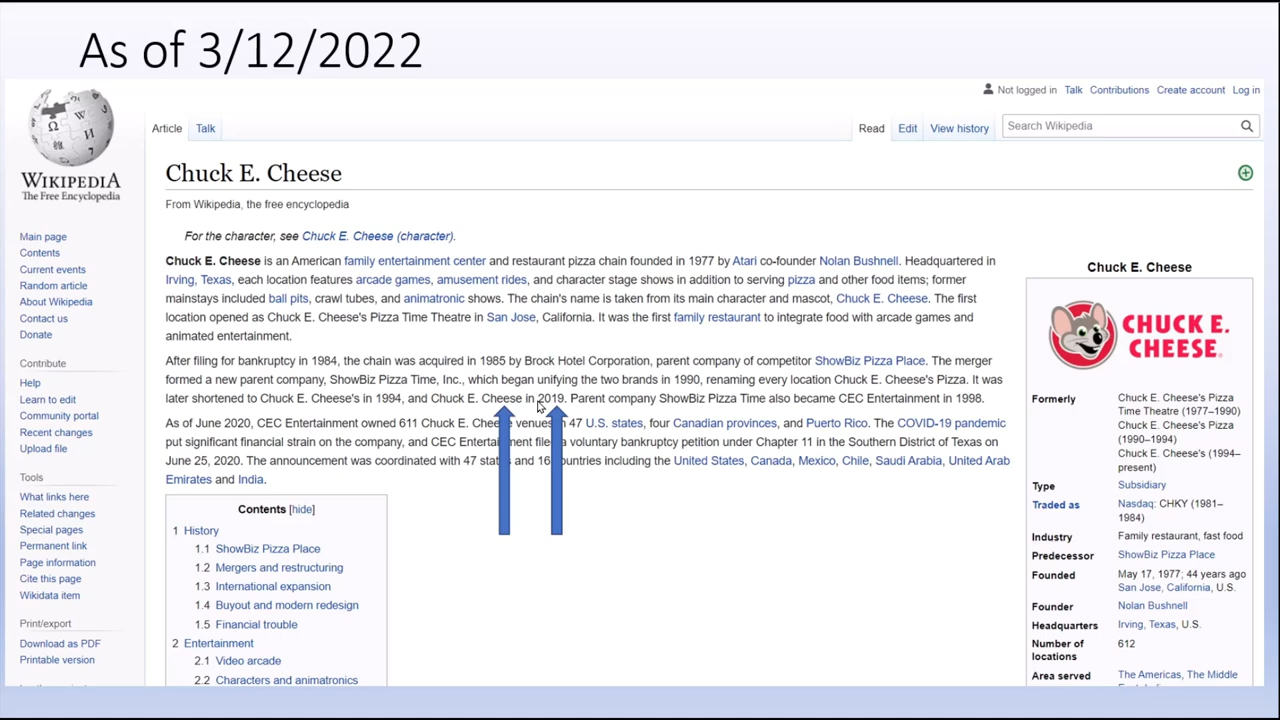 As of 3/12/2022
Not logged in Talk Contributions Create account Log in
Article Talk Read Edit View history Search Wikipedia
WIKIPEDIA
The Free Encyclopedia
Main page
Contents
Current events
Random article
About Wikipedia
Contact us
Donate
Contribute
Help
Learn to edit
Community portal
Recent changes
Upload file
Tools
What links here
Related changes
Special pages
Permanent link
Page information
Cite this page
Wikidata item
Print/export
Download as PDF
Printable version
Chuck E. Cheese
From Wikipedia, the free encyclopedia
For the character, see Chuck E. Cheese (character).
Chuck E. Cheese is an American family entertainment center and restaurant pizza chain founded in 1977 by Atari co-founder Nolan Bushnell. Headquartered in
Irving, Texas, each location features arcade games, amusement rides, and character stage shows in addition to serving pizza and other food items; former
mainstays included ball pits, crawl tubes, and animatronic shows. The chain's name is taken from its main character and mascot, Chuck E. Cheese. The first
location opened as Chuck E. Cheese's Pizza Time Theatre in San Jose, California. It was the first family restaurant to integrate food with arcade games and
animated entertainment.
After filing for bankruptcy in 1984, the chain was acquired in 1985 by Brock Hotel Corporation, parent company of competitor ShowBiz Pizza Place. The merger
formed a new parent company, ShowBiz Pizza Time, Inc., which began unifying the two brands in 1990, renaming every location Chuck E. Cheese's Pizza. It was
later shortened to Chuck E. Cheese's in 1994, and Chuck E. Cheese in 2019. Parent company ShowBiz Pizza Time also became CEC Entertainment in 1998.
As of June 2020, CEC Entertainment owned 611 Chuck E. Cheese venues in 47 U.S. states, four Canadian provinces, and Puerto Rico. The COVID-19 pandemic
put significant financial strain on the company, and CEC Entertainment filed a voluntary bankruptcy petition under Chapter 11 in the Southern District of Texas on
June 25, 2020. The announcement was coordinated with 47 states and 16 countries including the United States, Canada, Mexico, Chile, Saudi Arabia, United Arab
Emirates and India.
Contents [hide]
1 History
1.1 ShowBiz Pizza Place
1.2 Mergers and restructuring
1.3 International expansion
1.4 Buyout and modern redesign
1.5 Financial trouble
2 Entertainment
2.1 Video arcade
2.2 Characters and animatronics
Chuck E. Cheese
CHUCK E.
CHEESE
Formerly Chuck E. Cheese's Pizza
Time Theatre (1977–1990)
Chuck E. Cheese's Pizza
(1990–1994)
Chuck E. Cheese's (1994–
present)
Type Subsidiary
Traded as Nasdaq: CHKY (1981–
1984)
Industry Family restaurant, fast food
Predecessor ShowBiz Pizza Place
Founded May 17, 1977; 44 years ago
San Jose, California, U.S.
Founder Nolan Bushnell
Headquarters Irving, Texas, U.S.
Number of 612
locations
Area served The Americas, The Middle